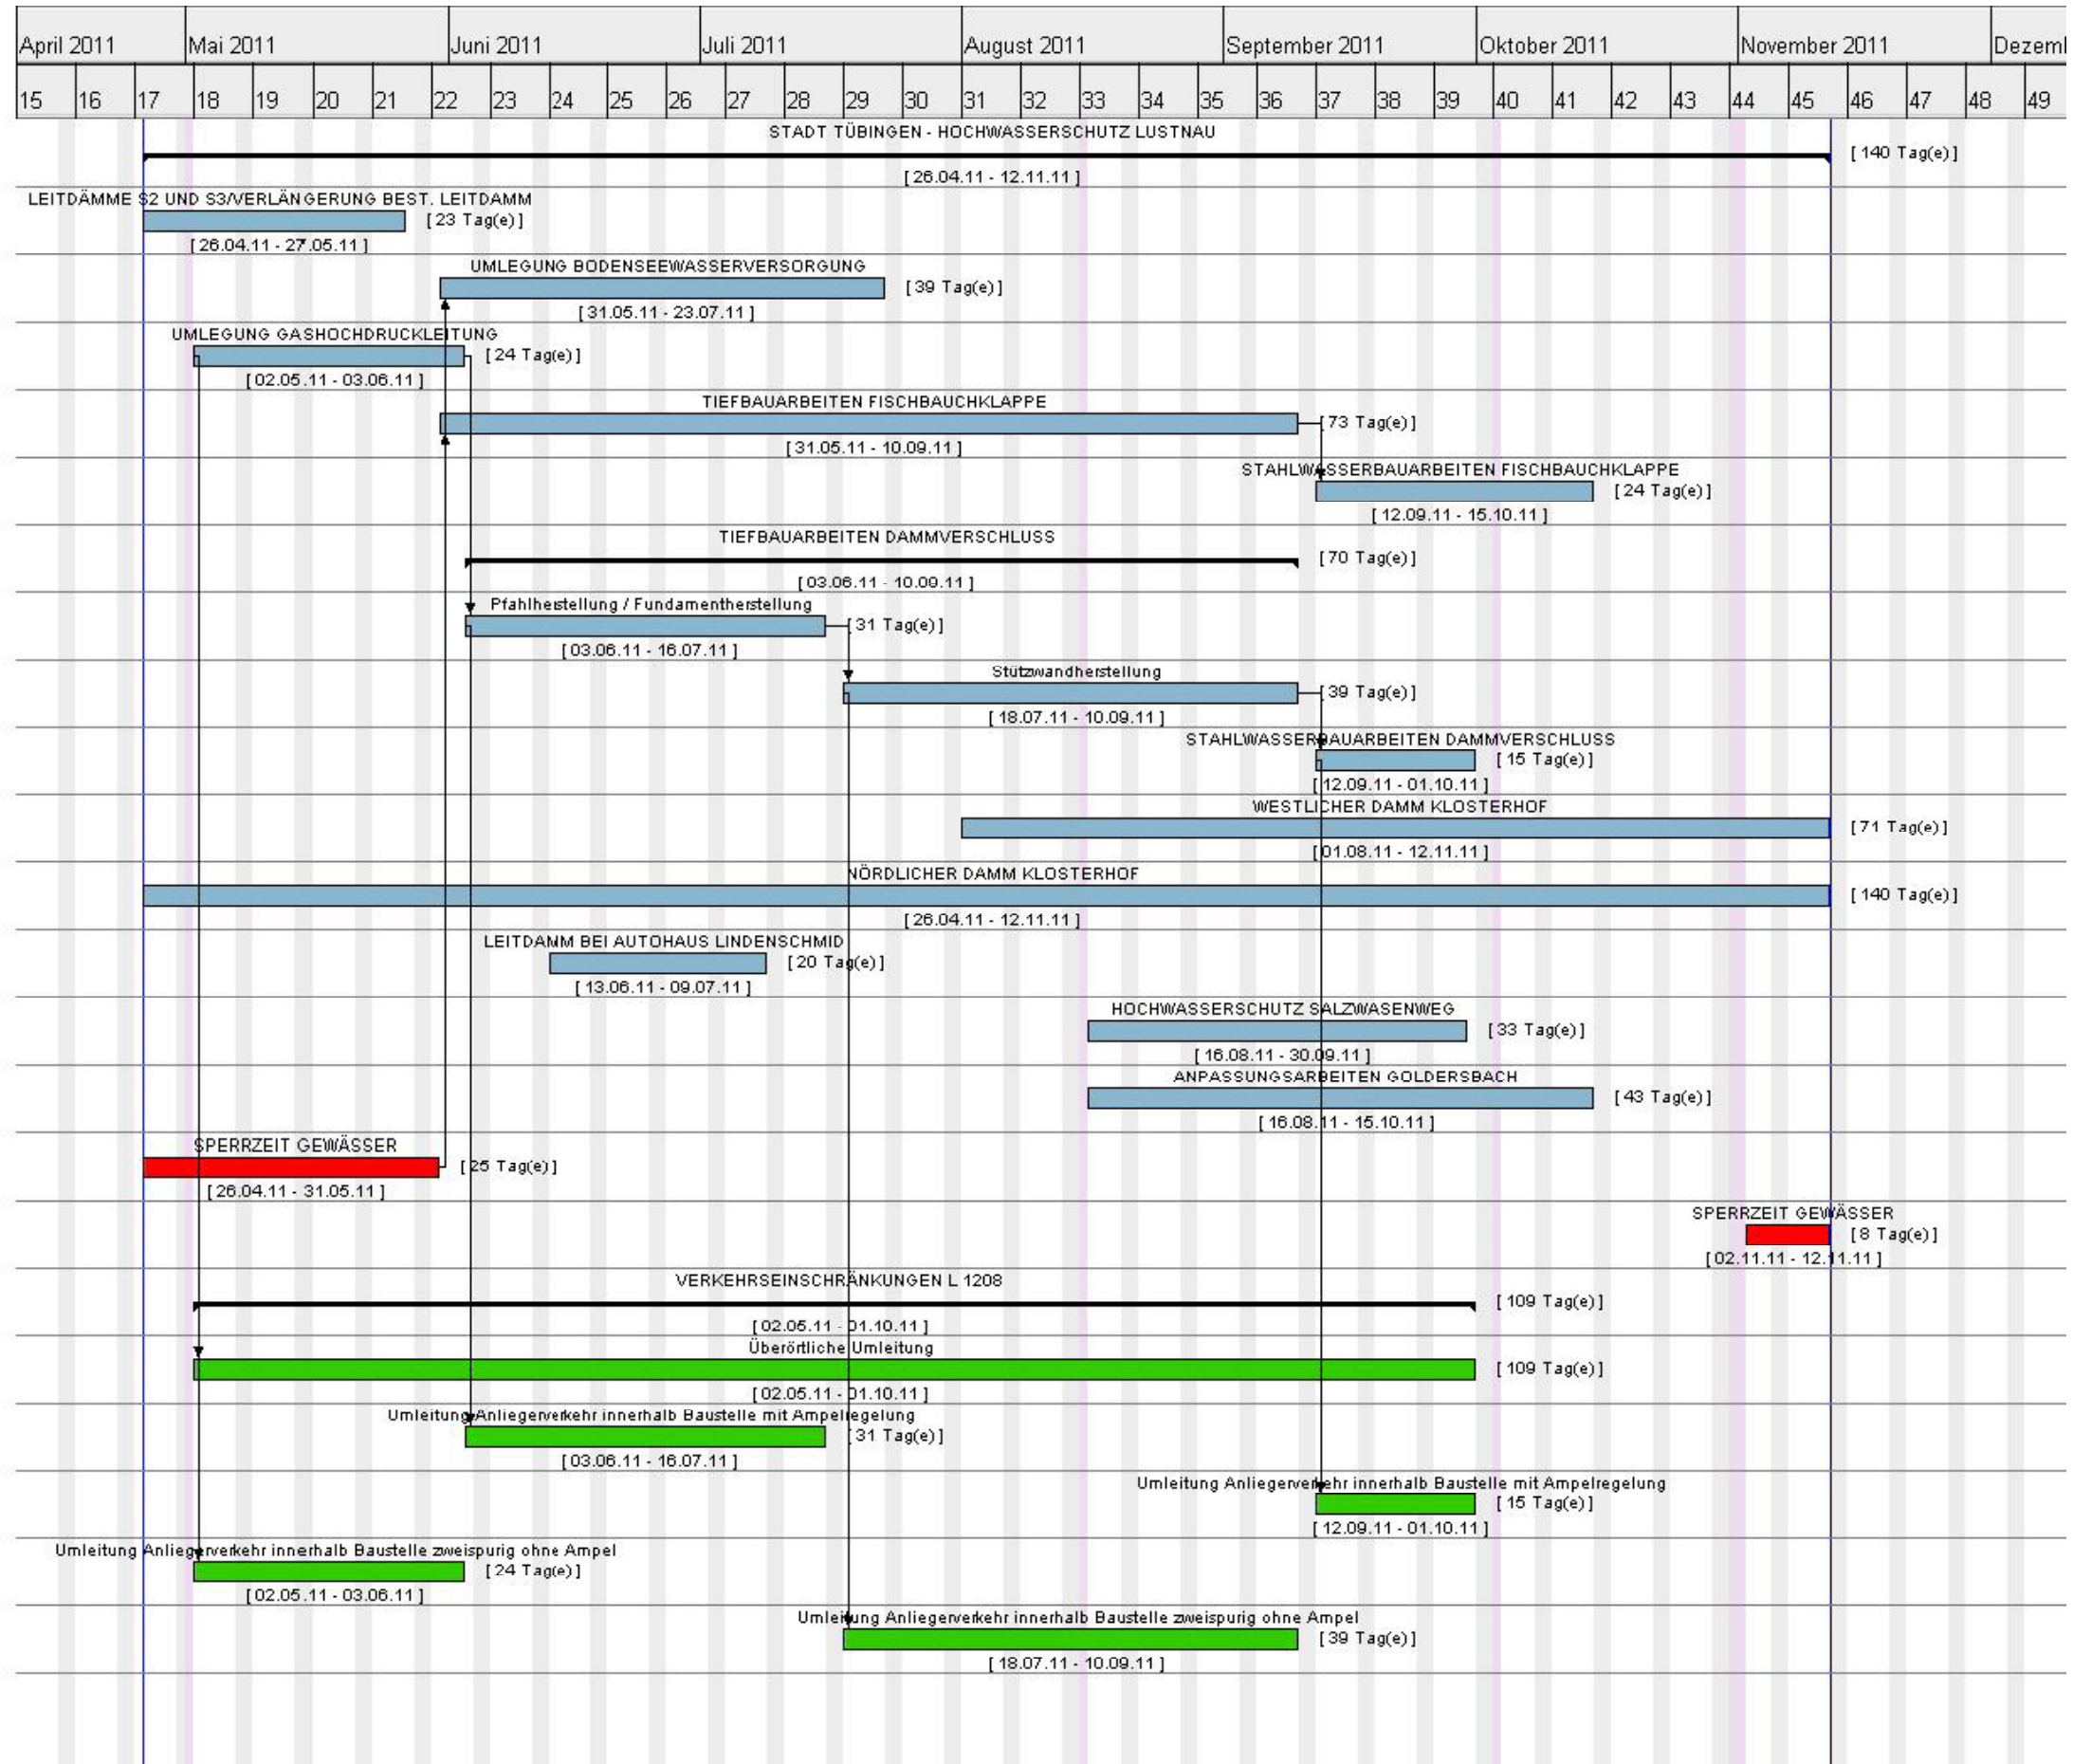 April 2011 Mai 2011 Juni 2011 Juli 2011 August 2011 September 2011 Oktober 2011 November 2011 Dezem
15 16 17 18 19 20 21 22 23 24 25 26 27 28 29 30 31 32 33 34 35 36 37 38 39 40 41 42 43 44 45 46 47 48 49
STADT TÜBINGEN - HOCHWASSERSCHUTZ LUSTNAU
[ 140 Tag(e) ]
[ 26.04.11 - 12.11.11 ]
LEITDÄMME S2 UND S3/VERLÄNGERUNG BEST. LEITDAMM
[ 23 Tag(e) ]
[ 26.04.11 - 27.05.11 ]
UMLEGUNG BODENSEEWASSERVERSORGUNG
[ 39 Tag(e) ]
[ 31.05.11 - 23.07.11 ]
UMLEGUNG GASHOCHDRUCKLEITUNG
[ 24 Tag(e) ]
[ 02.05.11 - 03.06.11 ]
TIEFBAUARBEITEN FISCHBAUCHKLAPPE
[ 73 Tag(e) ]
[ 31.05.11 - 10.09.11 ]
STAHLWASSERBAUARBEITEN FISCHBAUCHKLAPPE
[ 24 Tag(e) ]
[ 12.09.11 - 15.10.11 ]
TIEFBAUARBEITEN DAMMVERSCHLUSS
[ 70 Tag(e) ]
[ 03.06.11 - 10.09.11 ]
Pfahlherstellung / Fundamentherstellung
[ 31 Tag(e) ]
[ 03.06.11 - 16.07.11 ]
Stützwandherstellung
[ 39 Tag(e) ]
[ 18.07.11 - 10.09.11 ]
STAHLWASSERBAUARBEITEN DAMMVERSCHLUSS
[ 15 Tag(e) ]
[ 12.09.11 - 01.10.11 ]
WESTLICHER DAMM KLOSTERHOF
[ 71 Tag(e) ]
[ 01.08.11 - 12.11.11 ]
NÖRDLICHER DAMM KLOSTERHOF
[ 140 Tag(e) ]
[ 26.04.11 - 12.11.11 ]
LEITDAMM BEI AUTOHAUS LINDENSCHMID
[ 20 Tag(e) ]
[ 13.06.11 - 09.07.11 ]
HOCHWASSERSCHUTZ SALZWASENWEG
[ 33 Tag(e) ]
[ 16.08.11 - 30.09.11 ]
ANPASSUNGSARBEITEN GOLDERSBACH
[ 43 Tag(e) ]
[ 16.08.11 - 15.10.11 ]
SPERRZEIT GEWÄSSER
[ 25 Tag(e) ]
[ 26.04.11 - 31.05.11 ]
SPERRZEIT GEWÄSSER
[ 8 Tag(e) ]
[ 02.11.11 - 12.11.11 ]
VERKEHRSEINSCHRÄNKUNGEN L 1208
[ 109 Tag(e) ]
[ 02.05.11 - 01.10.11 ]
Überörtliche Umleitung
[ 109 Tag(e) ]
[ 02.05.11 - 01.10.11 ]
Umleitung Anliegerverkehr innerhalb Baustelle mit Ampelregelung
[ 31 Tag(e) ]
[ 03.06.11 - 16.07.11 ]
Umleitung Anliegerverkehr innerhalb Baustelle mit Ampelregelung
[ 15 Tag(e) ]
[ 12.09.11 - 01.10.11 ]
Umleitung Anliegerverkehr innerhalb Baustelle zweispurig ohne Ampel
[ 24 Tag(e) ]
[ 02.05.11 - 03.06.11 ]
Umleitung Anliegerverkehr innerhalb Baustelle zweispurig ohne Ampel
[ 39 Tag(e) ]
[ 18.07.11 - 10.09.11 ]